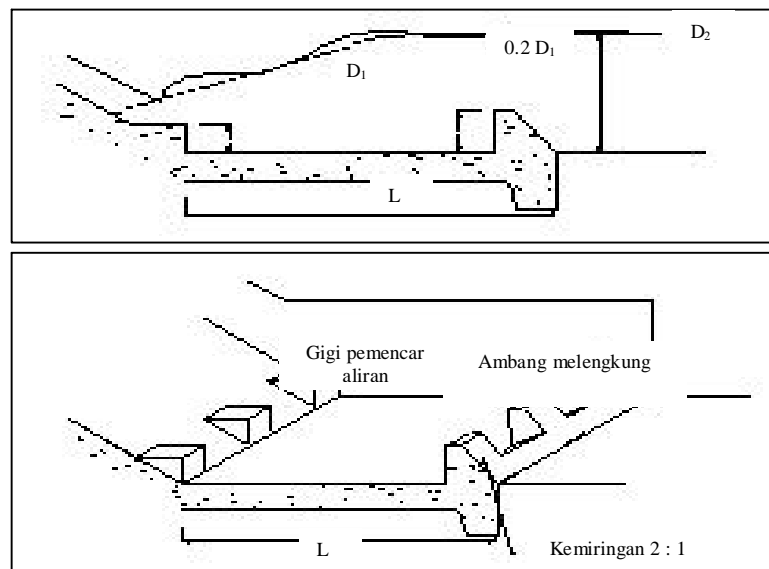 D₂
0.2 D₁
D₁
L
Gigi pemencar
aliran
Ambang melengkung
L
Kemiringan 2 : 1